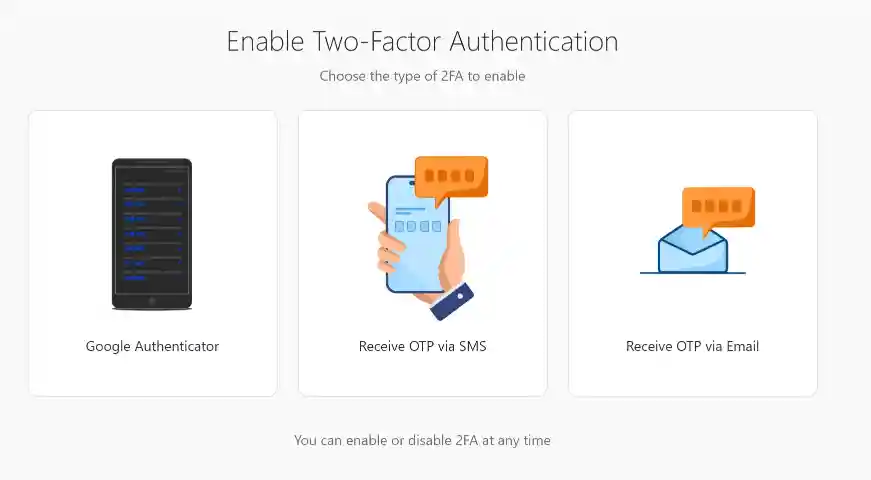 Enable Two-Factor Authentication
Choose the type of 2FA to enable
Google Authenticator
Receive OTP via SMS
Receive OTP via Email
You can enable or disable 2FA at any time